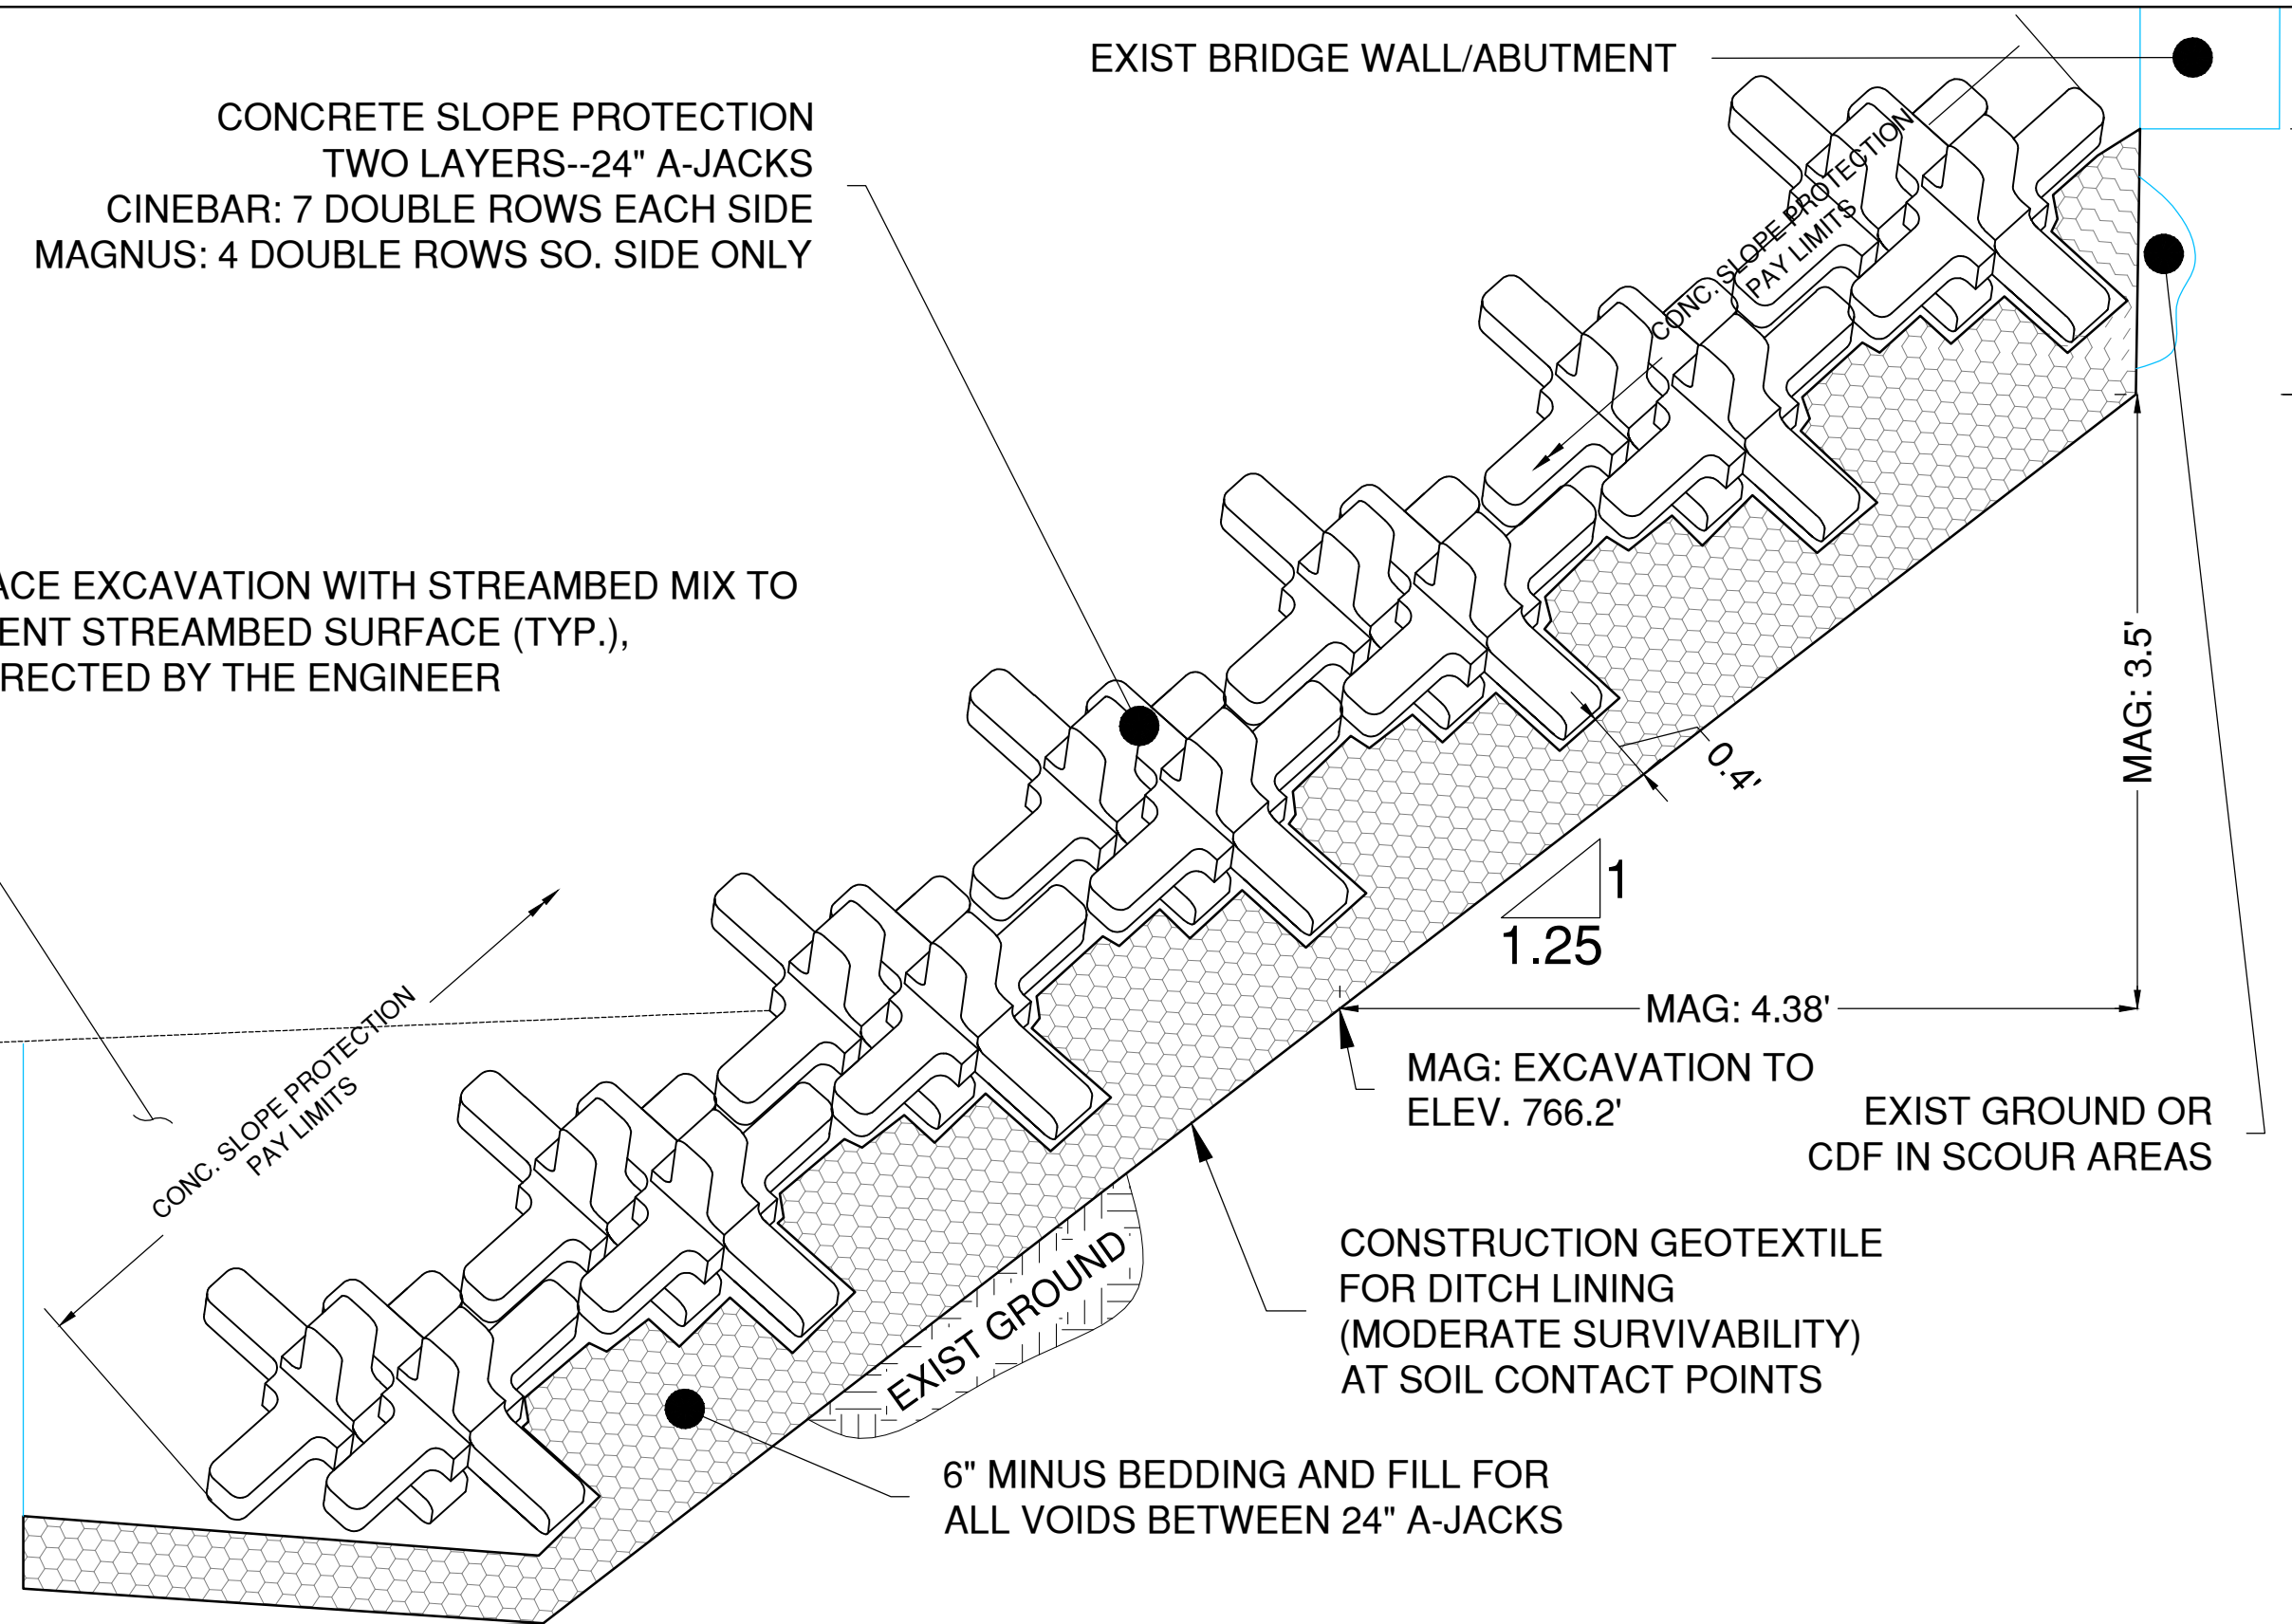 EXIST BRIDGE WALL/ABUTMENT
CONCRETE SLOPE PROTECTION
TWO LAYERS--24" A-JACKS
CINEBAR: 7 DOUBLE ROWS EACH SIDE
MAGNUS: 4 DOUBLE ROWS SO. SIDE ONLY
CONC. SLOPE PROTECTION
PAY LIMITS
EXCAVATION WITH STREAMBED MIX TO
STREAMBED SURFACE (TYP.),
BY THE ENGINEER
MAG: 3.5'
0.4'
1
1.25
MAG: 4.38'
MAG: EXCAVATION TO
ELEV. 766.2'
EXIST GROUND OR
CDF IN SCOUR AREAS
CONC. SLOPE PROTECTION
PAY LIMITS
EXIST GROUND
CONSTRUCTION GEOTEXTILE
FOR DITCH LINING
(MODERATE SURVIVABILITY)
AT SOIL CONTACT POINTS
6" MINUS BEDDING AND FILL FOR
ALL VOIDS BETWEEN 24" A-JACKS